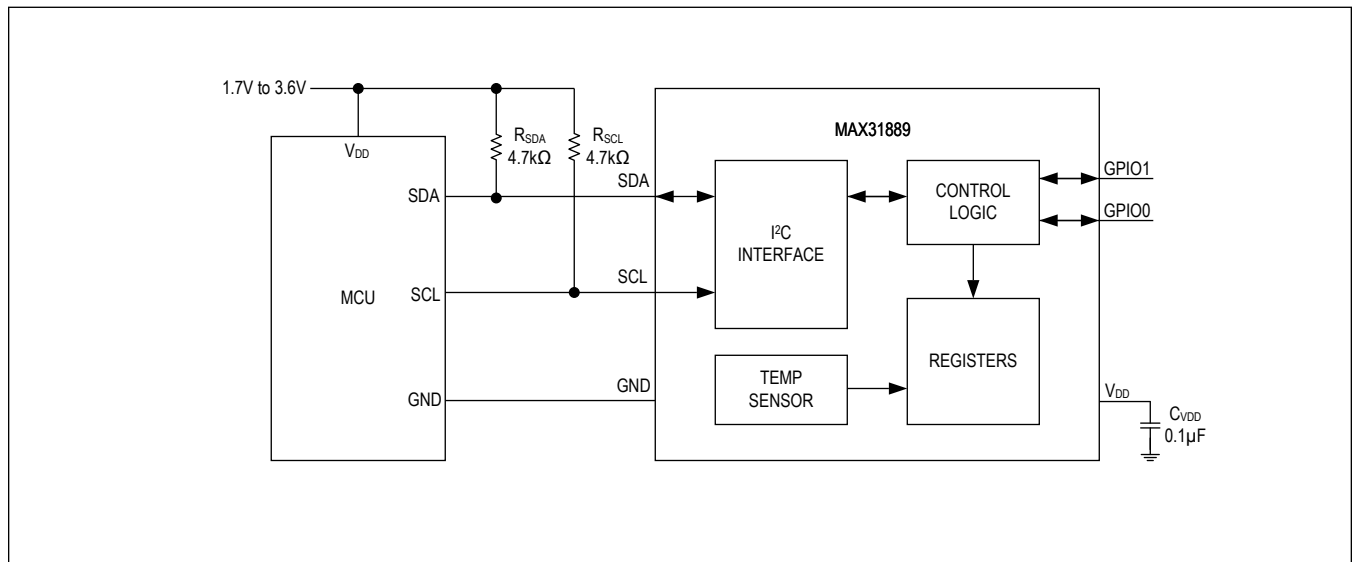 1.7V to 3.6V
VDD
RSDA
4.7kΩ
RSCL
4.7kΩ
MAX31889
SDA
SDA
I²C
INTERFACE
CONTROL
LOGIC
GPIO1
GPIO0
MCU
SCL
SCL
REGISTERS
TEMP
SENSOR
GND
GND
VDD
CVDD
0.1µF